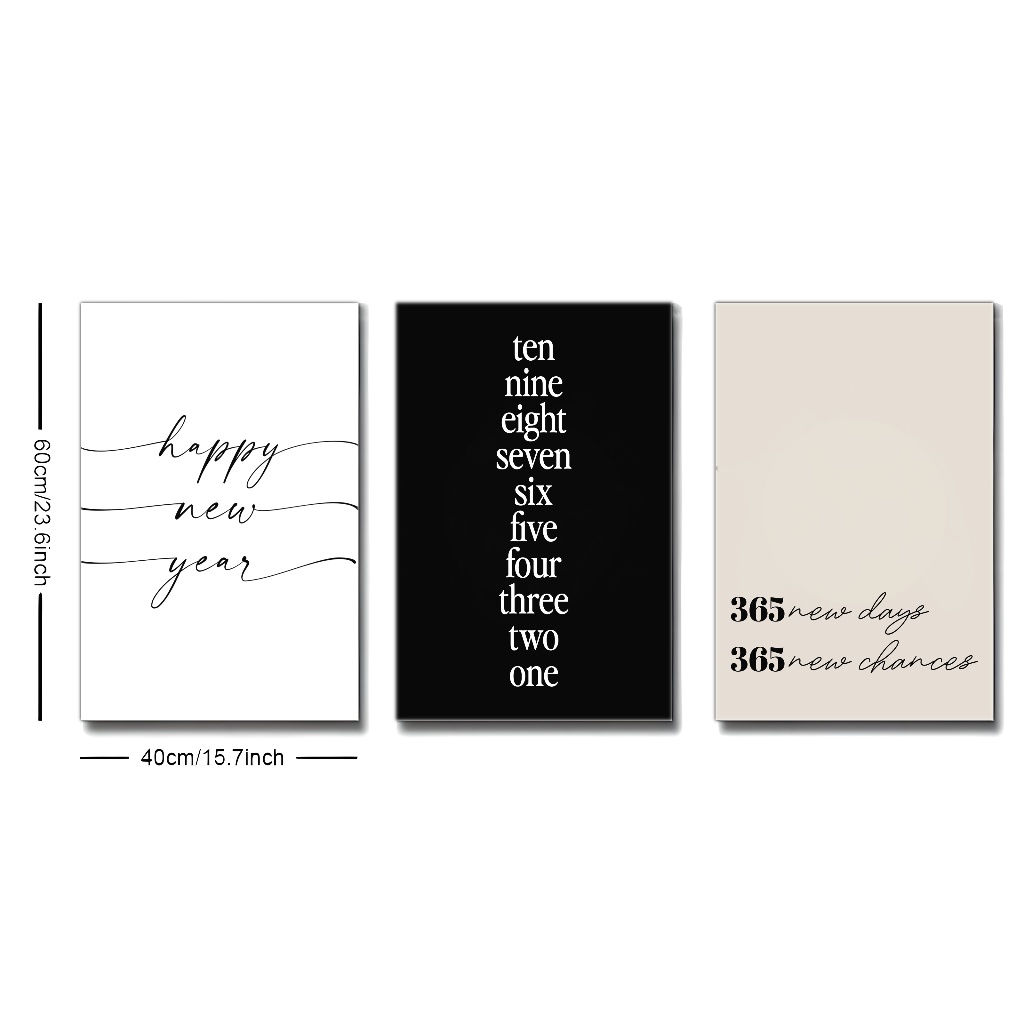 60cm/23.6inch
happy
new
year
40cm/15.7inch
ten
nine
eight
seven
six
five
four
three
two
one
365 new days
365 new chances